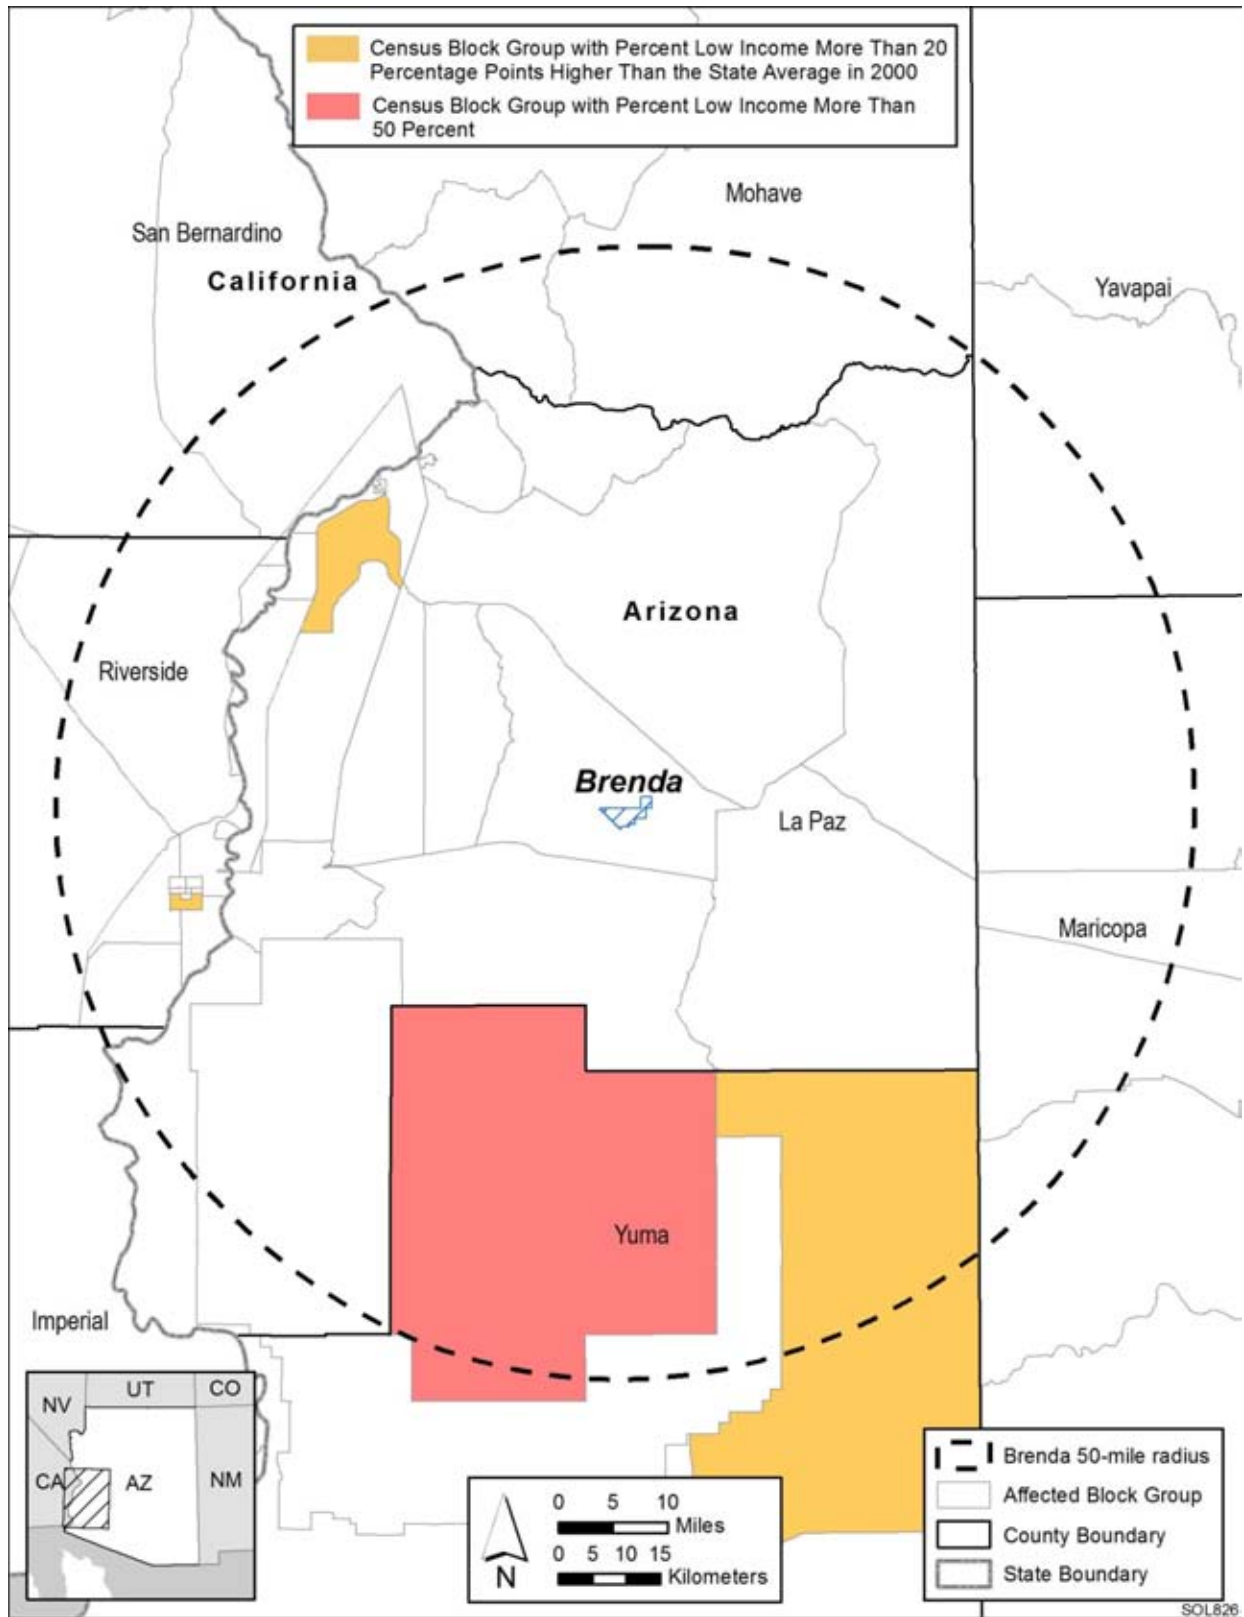 Census Block Group with Percent Low Income More Than 20
Percentage Points Higher Than the State Average in 2000
Census Block Group with Percent Low Income More Than
50 Percent
Mohave
San Bernardino
California
Yavapai
Arizona
Riverside
Brenda
La Paz
Maricopa
Yuma
Imperial
UT
CO
NV
CA
AZ
NM
0 5 10
Miles
0 5 10 15
Kilometers
N
Brenda 50-mile radius
Affected Block Group
County Boundary
State Boundary
SOL826